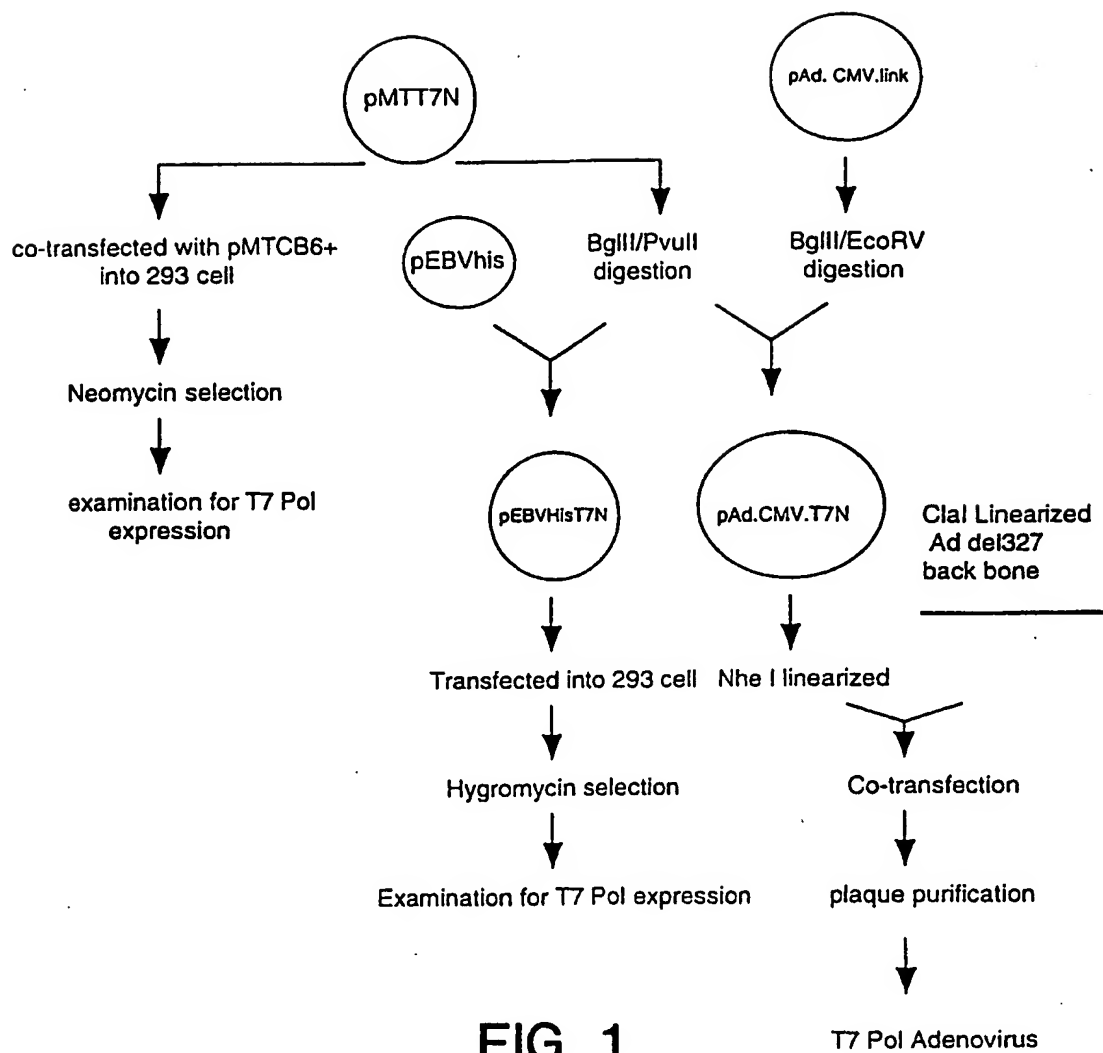 pMTT7N
pAd. CMV.link
co-transfected with pMTCB6+
into 293 cell
pEBVhis
BglII/PvuII
digestion
BglII/EcoRV
digestion
Neomycin selection
examination for T7 Pol
expression
pEBVHisT7N
pAd.CMV.T7N
ClaI Linearized
Ad del327
back bone
Transfected into 293 cell
Nhe I linearized
Hygromycin selection
Co-transfection
Examination for T7 Pol expression
plaque purification
FIG. 1
T7 Pol Adenovirus